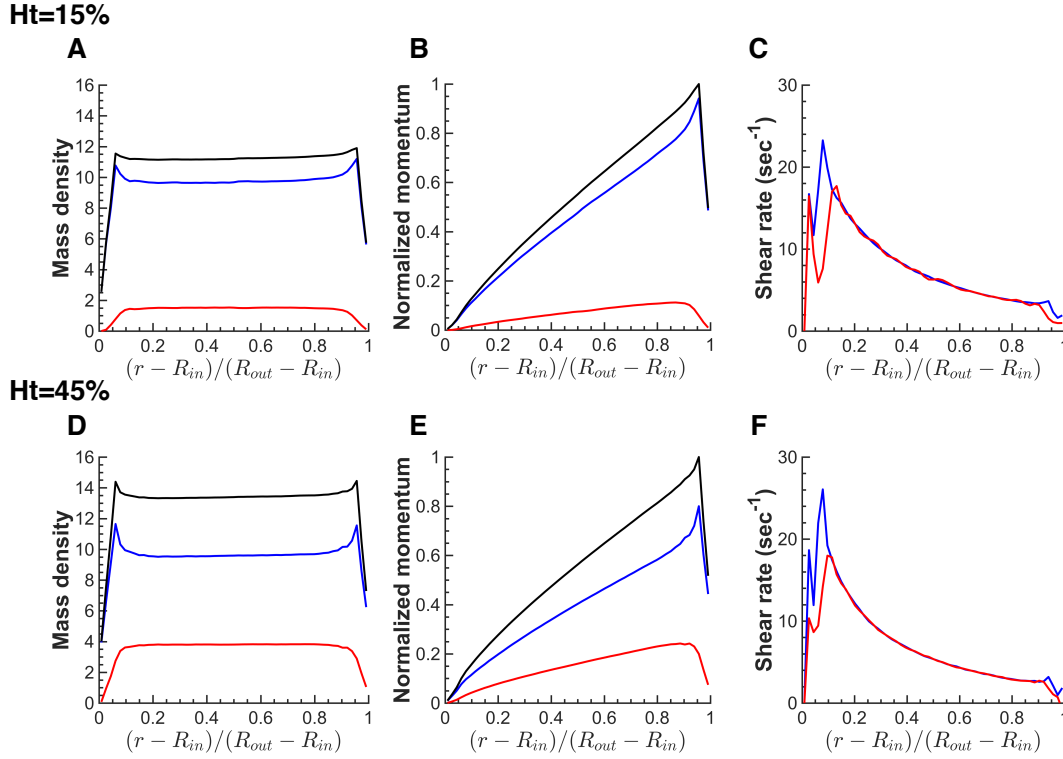 Ht=15%
A
B
C
16
14
12
10
8
6
4
2
0
Mass density
0 0.2 0.4 0.6 0.8 1
(r − R_in)/(R_out − R_in)
1
0.8
0.6
0.4
0.2
0
Normalized momentum
0 0.2 0.4 0.6 0.8 1
(r − R_in)/(R_out − R_in)
30
20
10
0
Shear rate (sec⁻¹)
0 0.2 0.4 0.6 0.8 1
(r − R_in)/(R_out − R_in)
Ht=45%
D
E
F
16
14
12
10
8
6
4
2
0
Mass density
0 0.2 0.4 0.6 0.8 1
(r − R_in)/(R_out − R_in)
1
0.8
0.6
0.4
0.2
0
Normalized momentum
0 0.2 0.4 0.6 0.8 1
(r − R_in)/(R_out − R_in)
30
20
10
0
Shear rate (sec⁻¹)
0 0.2 0.4 0.6 0.8 1
(r − R_in)/(R_out − R_in)